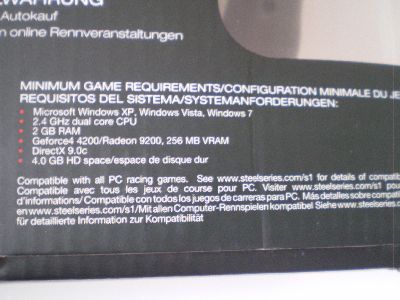 EWÄHRUNG
Autokauf
n online Rennveranstaltungen
MINIMUM GAME REQUIREMENTS/CONFIGURATION MINIMALE DU JE
REQUISITOS DEL SISTEMA/SYSTEMANFORDERUNGEN:
• Microsoft Windows XP, Windows Vista, Windows 7
• 2.4 GHz dual core CPU
• 2 GB RAM
• Geforce4 4200/Radeon 9200, 256 MB VRAM
• DirectX 9.0c
• 4.0 GB HD space/espace de disque dur
Compatible with all PC racing games. See www.steelseries.com/s1 for details of compatib
Compatible avec tous les jeux de course pour PC. Visiter www.steelseries.com/s1 pour
d'informations/ Compatible con todos los juegos de carreras para PC. Más detalles sobre compati
en www.steelseries.com/s1/Mit allen Computer-Rennspielen kompatibel Siehe www.steelseries.
für detaillierte Information zur Kompatibilität